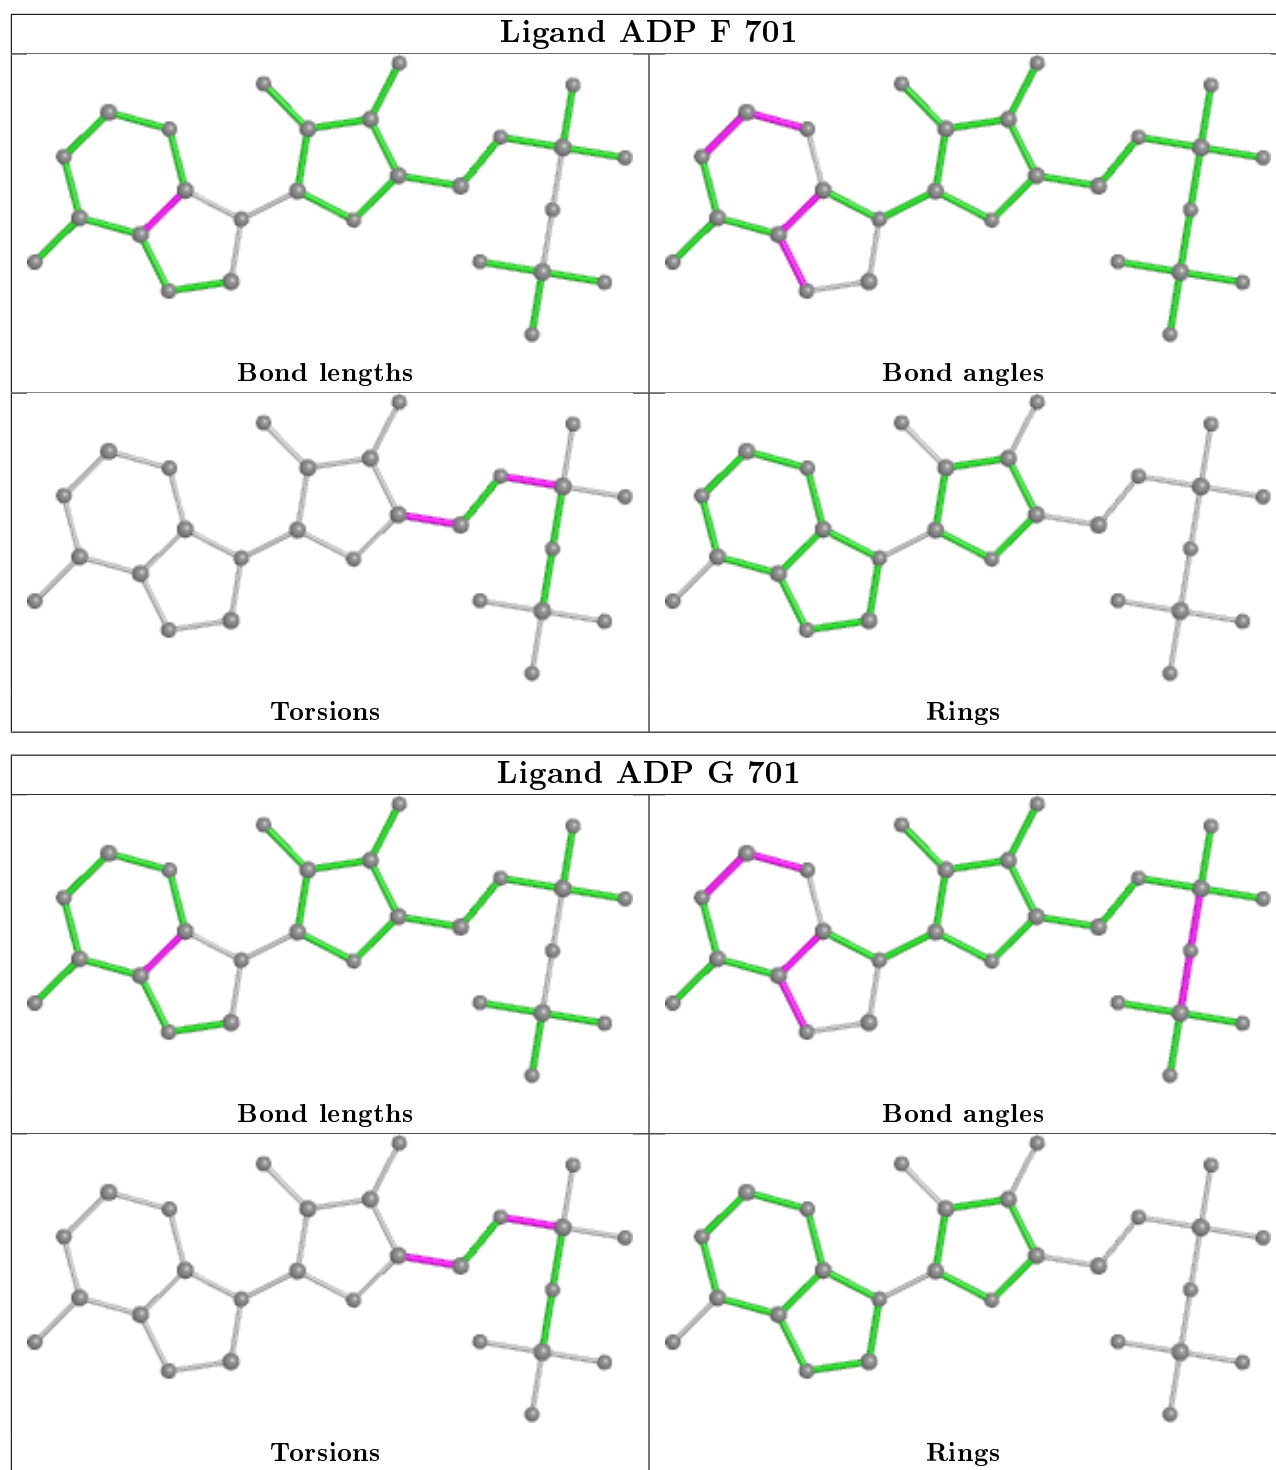 Ligand ADP F 701
Bond lengths
Bond angles
Torsions
Rings
Ligand ADP G 701
Bond lengths
Bond angles
Torsions
Rings